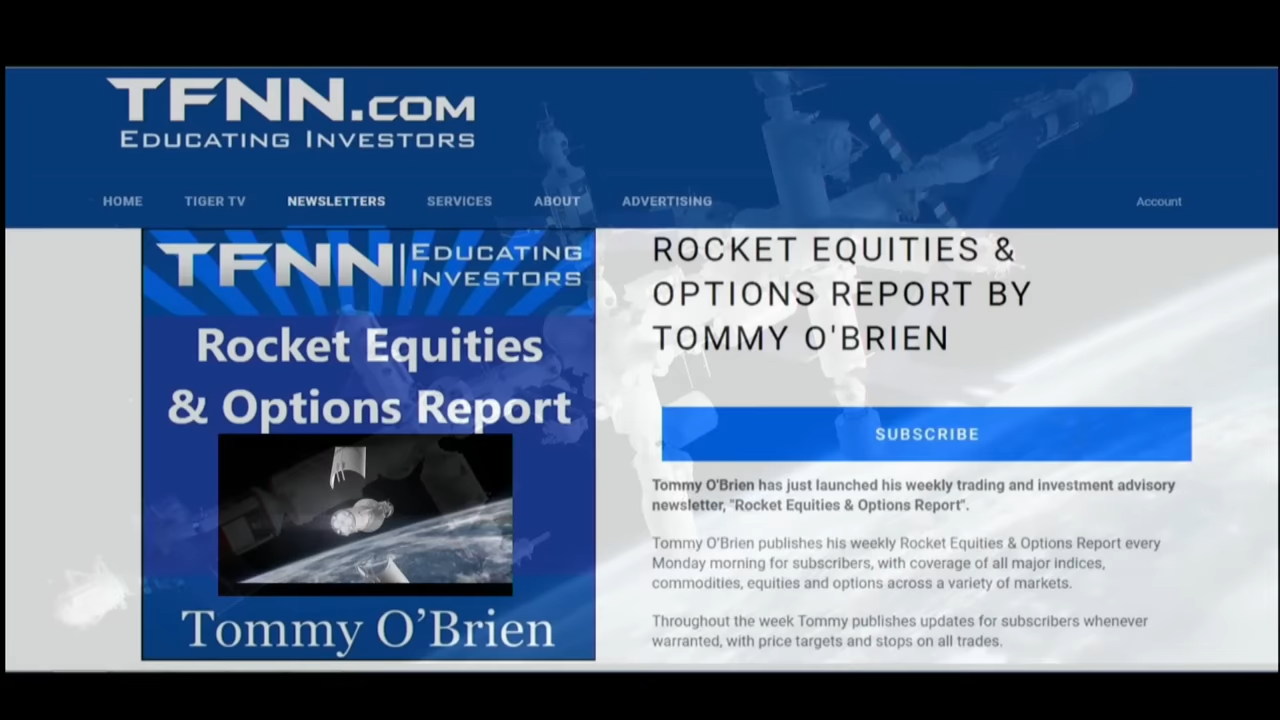 TFNN.COM
EDUCATING INVESTORS
HOME TIGER TV NEWSLETTERS SERVICES ABOUT ADVERTISING Account
TFNN EDUCATING
INVESTORS
Rocket Equities
& Options Report
Tommy O'Brien
ROCKET EQUITIES &
OPTIONS REPORT BY
TOMMY O'BRIEN
SUBSCRIBE
Tommy O'Brien has just launched his weekly trading and investment advisory
newsletter, "Rocket Equities & Options Report".
Tommy O'Brien publishes his weekly Rocket Equities & Options Report every
Monday morning for subscribers, with coverage of all major indices,
commodities, equities and options across a variety of markets.
Throughout the week Tommy publishes updates for subscribers whenever
warranted, with price targets and stops on all trades.